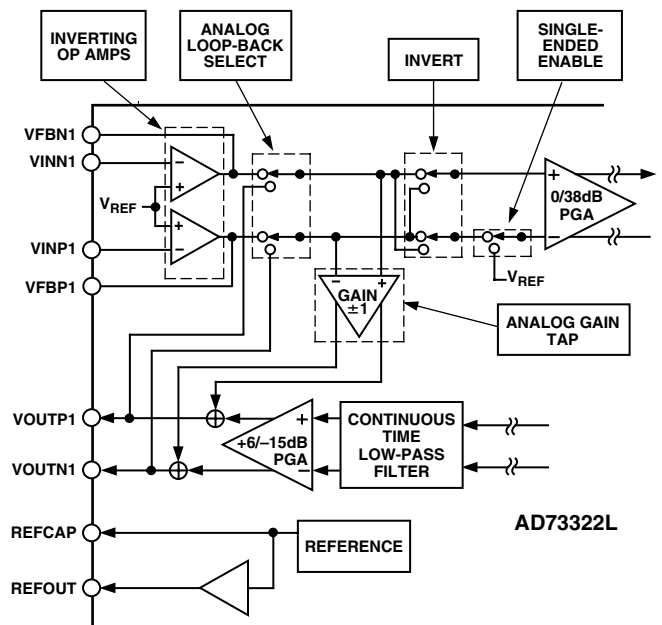 INVERTING
OP AMPS
ANALOG
LOOP-BACK
SELECT
INVERT
SINGLE-
ENDED
ENABLE
VFBN1
VINN1
VREF
VINP1
VFBP1
–
+
+
–
+
0/38dB
PGA
–
VREF
– +
GAIN
±1
ANALOG GAIN
TAP
VOUTP1
VOUTN1
+
+6/–15dB
PGA
–
CONTINUOUS
TIME
LOW-PASS
FILTER
REFCAP
REFOUT
REFERENCE
AD73322L